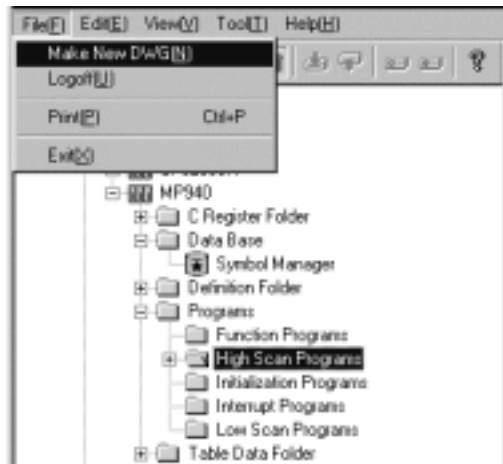 File(F) Edit(E) View(V) Tool(T) Help(H)
Make New DWG(N)
Logoff(U)
Print(P) Ctrl+P
Exit(X)
MP940
C Register Folder
Data Base
Symbol Manager
Definition Folder
Programs
Function Programs
High Scan Programs
Initialization Programs
Interrupt Programs
Low Scan Programs
Table Data Folder